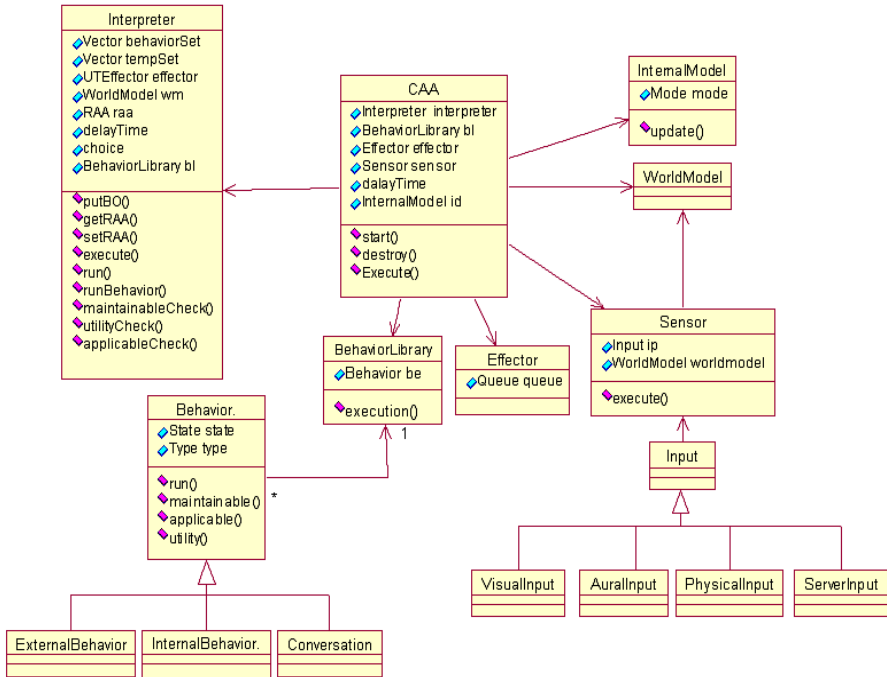 Interpreter
Vector behaviorSet
Vector tempSet
UTEffector effector
WorldModel wm
RAA raa
delayTime
choice
BehaviorLibrary bl
putBO()
getRAA()
setRAA()
execute()
run()
runBehavior()
maintainableCheck()
utilityCheck()
applicableCheck()
CAA
Interpreter interpreter
BehaviorLibrary bl
Effector effector
Sensor sensor
dalayTime
InternalModel id
start()
destroy()
Execute()
InternalModel
Mode mode
update()
WorldModel
Sensor
Input ip
WorldModel worldmodel
execute()
BehaviorLibrary
Behavior be
execution()
1
Effector
Queue queue
Behavior.
State state
Type type
run()
maintainable()
applicable()
utility()
*
Input
VisualInput
AuralInput
PhysicalInput
ServerInput
ExternalBehavior
InternalBehavior.
Conversation